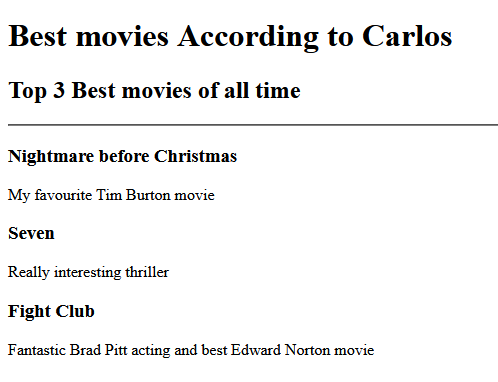 Best movies According to Carlos
Top 3 Best movies of all time
Nightmare before Christmas
My favourite Tim Burton movie
Seven
Really interesting thriller
Fight Club
Fantastic Brad Pitt acting and best Edward Norton movie